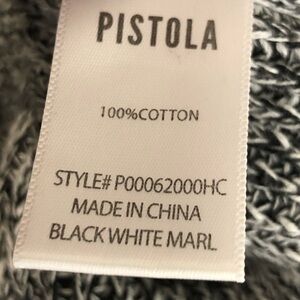 PISTOLA
100%COTTON
STYLE# P00062000HC
MADE IN CHINA
BLACK WHITE MARL